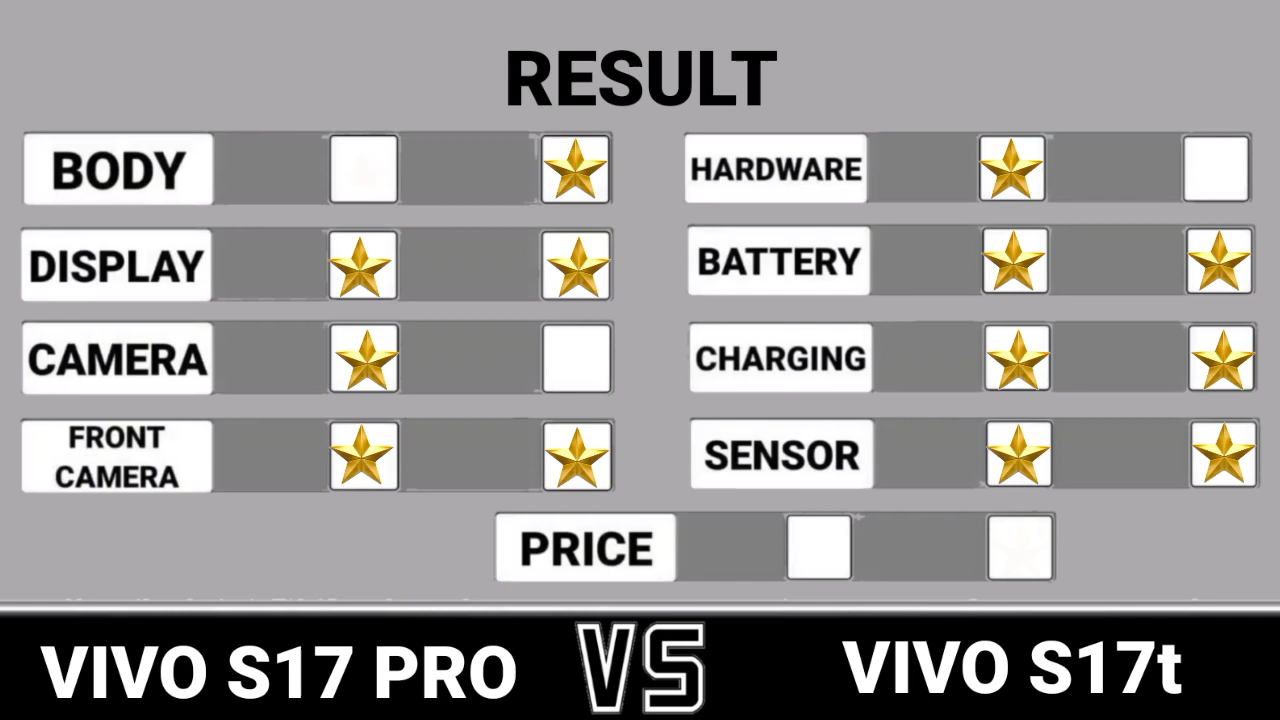 RESULT
BODY
HARDWARE
DISPLAY
BATTERY
CAMERA
CHARGING
FRONT
CAMERA
SENSOR
PRICE
VIVO S17 PRO VS VIVO S17t